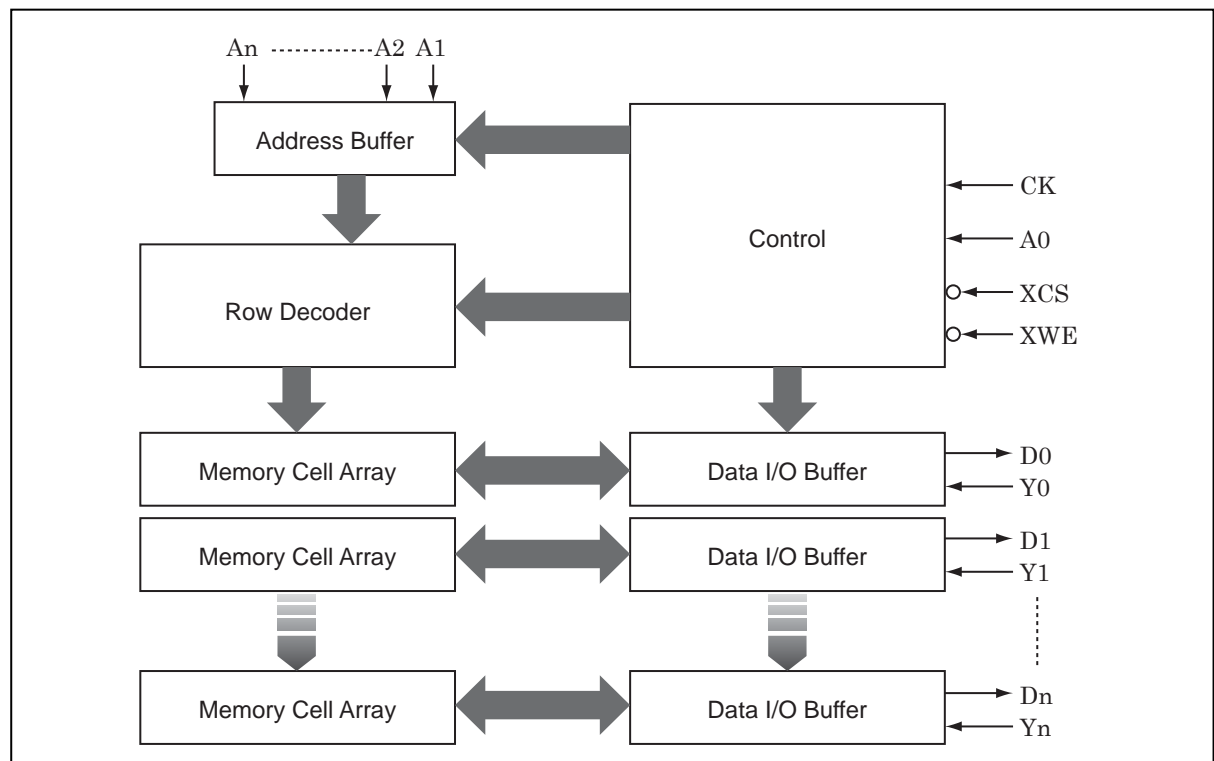 An A2 A1
Address Buffer
Control
CK
A0
XCS
XWE
Row Decoder
Memory Cell Array
Data I/O Buffer
D0
Y0
Memory Cell Array
Data I/O Buffer
D1
Y1
Memory Cell Array
Data I/O Buffer
Dn
Yn